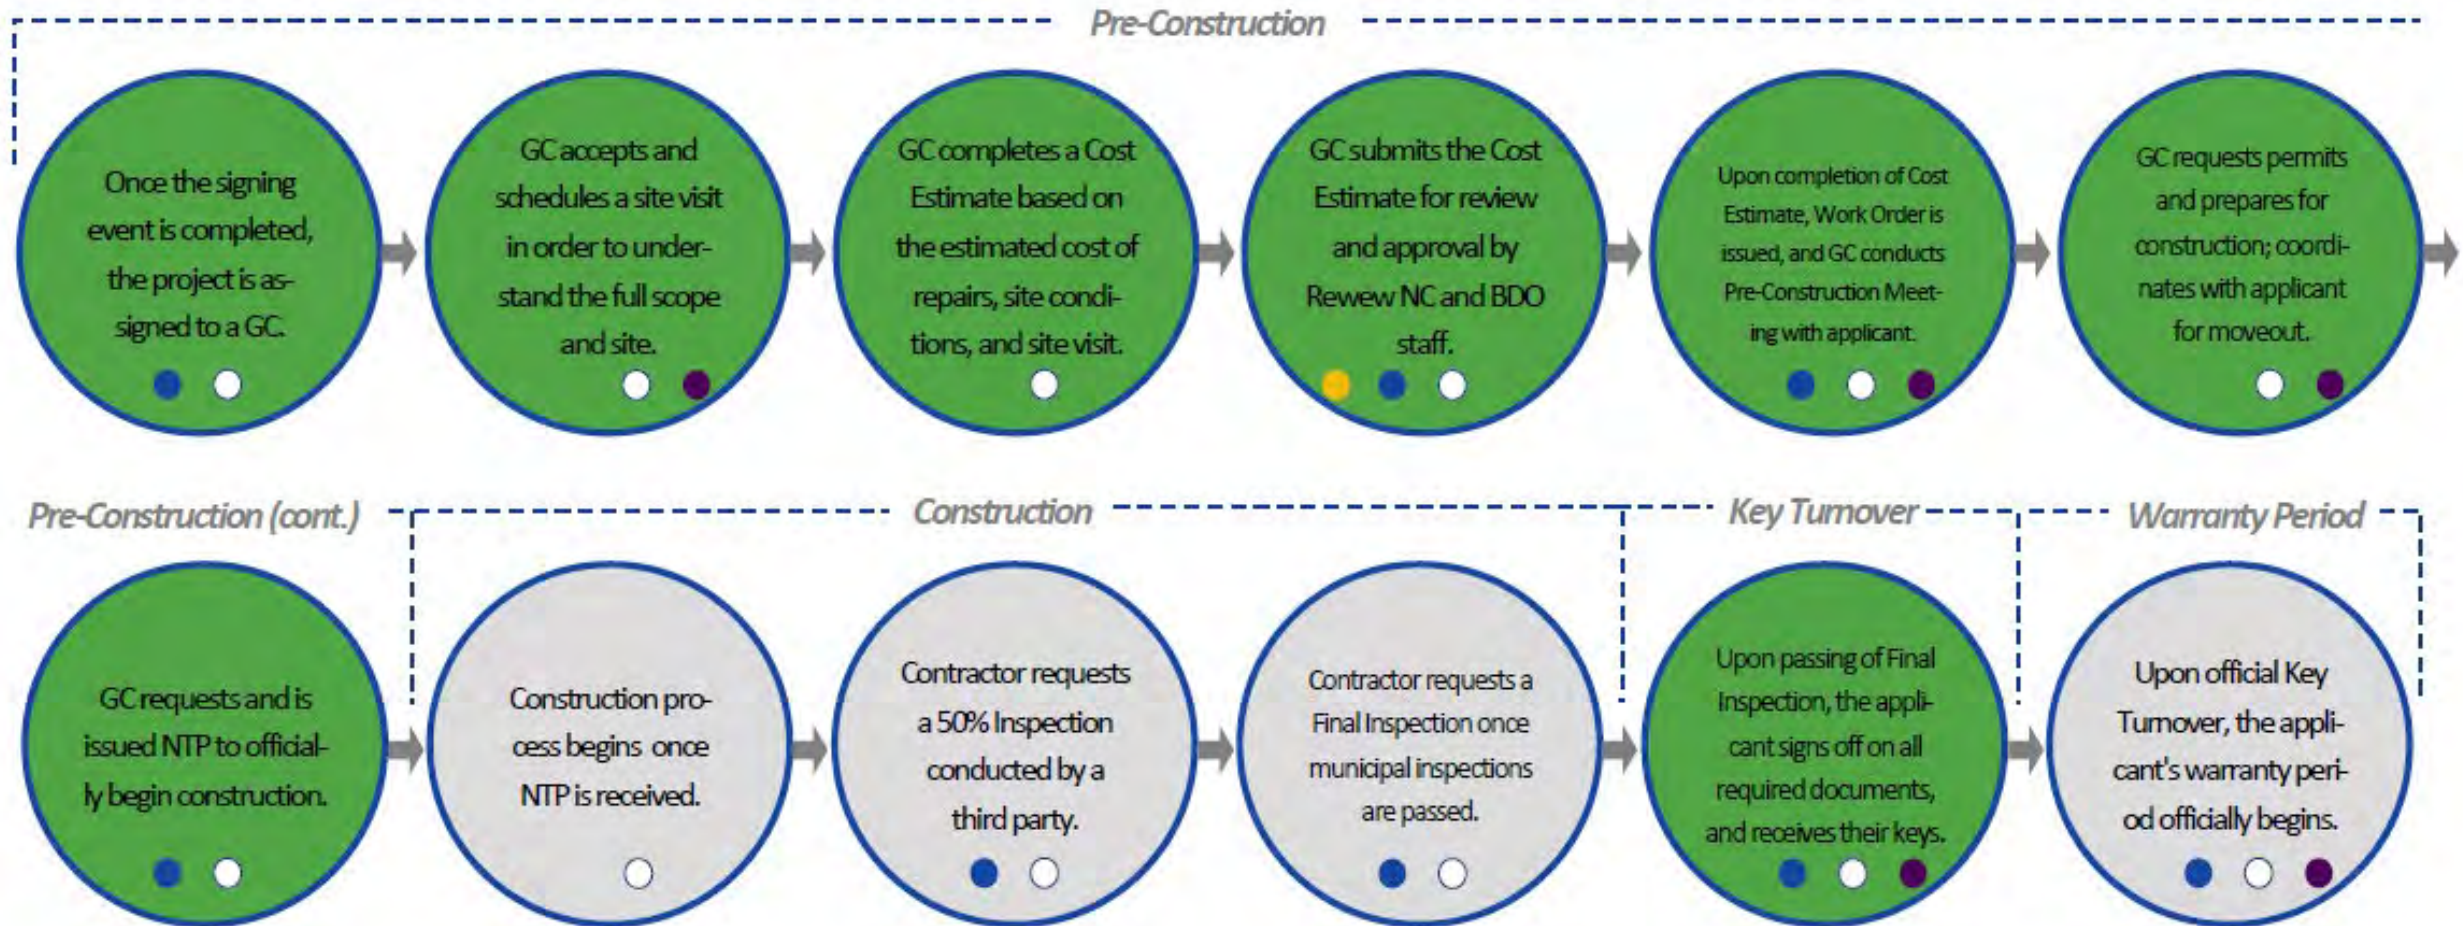 Pre-Construction
Once the signing
event is completed,
the project is as-
signed to a GC.
GC accepts and
schedules a site visit
in order to under-
stand the full scope
and site.
GC completes a Cost
Estimate based on
the estimated cost of
repairs, site condi-
tions, and site visit.
GC submits the Cost
Estimate for review
and approval by
Rewew NC and BDO
staff.
Upon completion of Cost
Estimate, Work Order is
issued, and GC conducts
Pre-Construction Meet-
ing with applicant.
GC requests permits
and prepares for
construction; coordi-
nates with applicant
for moveout.
Pre-Construction (cont.)
Construction
Key Turnover
Warranty Period
GC requests and is
issued NTP to official-
ly begin construction.
Construction pro-
cess begins once
NTP is received.
Contractor requests
a 50% Inspection
conducted by a
third party.
Contractor requests a
Final Inspection once
municipal inspections
are passed.
Upon passing of Final
Inspection, the appli-
cant signs off on all
required documents,
and receives their keys.
Upon official Key
Turnover, the appli-
cant's warranty peri-
od officially begins.